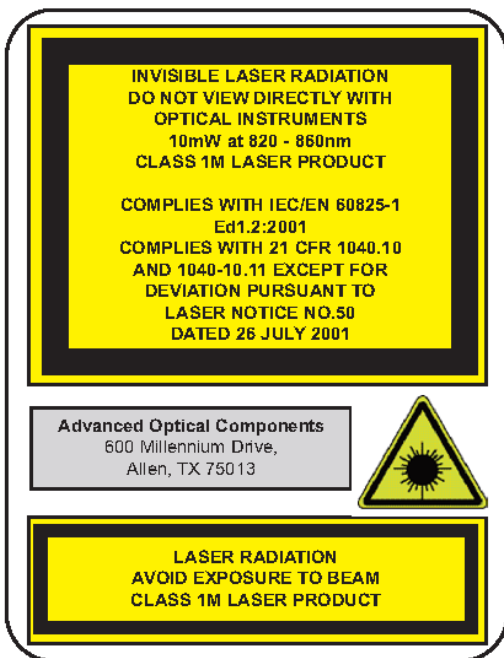 INVISIBLE LASER RADIATION
DO NOT VIEW DIRECTLY WITH
OPTICAL INSTRUMENTS
10mW at 820 - 860nm
CLASS 1M LASER PRODUCT
COMPLIES WITH IEC/EN 60825-1
Ed1.2:2001
COMPLIES WITH 21 CFR 1040.10
AND 1040-10.11 EXCEPT FOR
DEVIATION PURSUANT TO
LASER NOTICE NO.50
DATED 26 JULY 2001
Advanced Optical Components
600 Millennium Drive,
Allen, TX 75013
LASER RADIATION
AVOID EXPOSURE TO BEAM
CLASS 1M LASER PRODUCT